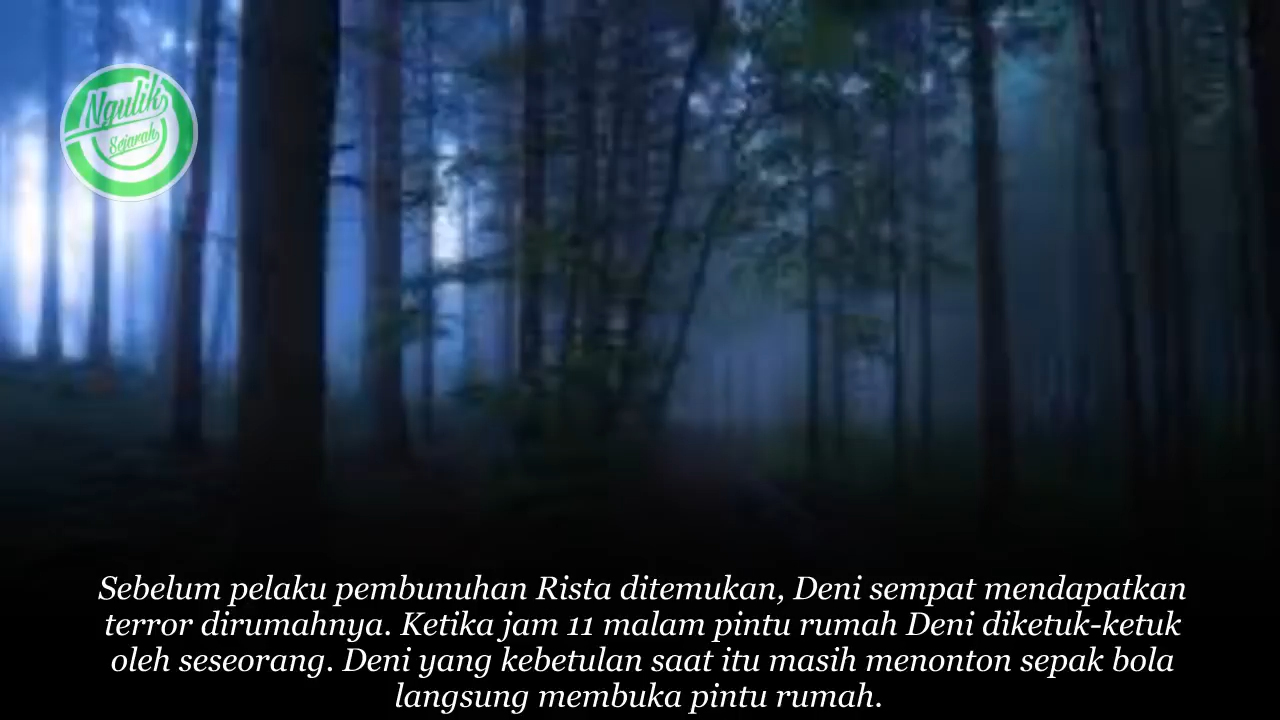 Ngulik
Sejarah
Sebelum pelaku pembunuhan Rista ditemukan, Deni sempat mendapatkan
terror dirumahnya. Ketika jam 11 malam pintu rumah Deni diketuk-ketuk
oleh seseorang. Deni yang kebetulan saat itu masih menonton sepak bola
langsung membuka pintu rumah.